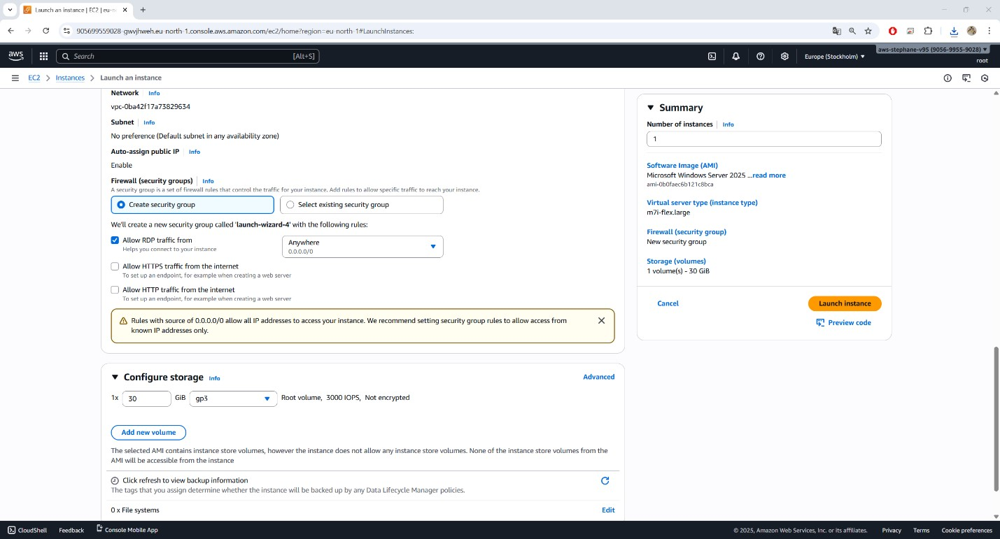 Launch an instance | EC2 | eu-n
905699559028-gwvjhweh.eu-north-1.console.aws.amazon.com/ec2/home?region=eu-north-1#LaunchInstances:
aws
Search
[Alt+S]
Europe (Stockholm)
aws-stephane-v95 (9056-9955-9028)
root
EC2
Instances
Launch an instance
Network
Info
vpc-0ba42f17a73829634
Subnet
Info
No preference (Default subnet in any availability zone)
Auto-assign public IP
Info
Enable
Firewall (security groups)
Info
A security group is a set of firewall rules that control the traffic for your instance. Add rules to allow specific traffic to reach your instance.
Create security group
Select existing security group
We'll create a new security group called 'launch-wizard-4' with the following rules:
Allow RDP traffic from
Helps you connect to your instance
Anywhere
0.0.0.0/0
Allow HTTPS traffic from the internet
To set up an endpoint, for example when creating a web server
Allow HTTP traffic from the internet
To set up an endpoint, for example when creating a web server
Rules with source of 0.0.0.0/0 allow all IP addresses to access your instance. We recommend setting security group rules to allow access from
known IP addresses only.
Configure storage
Info
Advanced
1x
30
GiB
gp3
Root volume, 3000 IOPS, Not encrypted
Add new volume
The selected AMI contains instance store volumes, however the instance does not allow any instance store volumes. None of the instance store volumes from the
AMI will be accessible from the instance
Click refresh to view backup information
The tags that you assign determine whether the instance will be backed up by any Data Lifecycle Manager policies.
0 x File systems
Edit
Summary
Number of instances
Info
1
Software Image (AMI)
Microsoft Windows Server 2025 ...read more
ami-0b0faec6b121c8bca
Virtual server type (instance type)
m7i-flex.large
Firewall (security group)
New security group
Storage (volumes)
1 volume(s) - 30 GiB
Cancel
Launch instance
Preview code
CloudShell
Feedback
Console Mobile App
© 2025, Amazon Web Services, Inc. or its affiliates.
Privacy
Terms
Cookie preferences